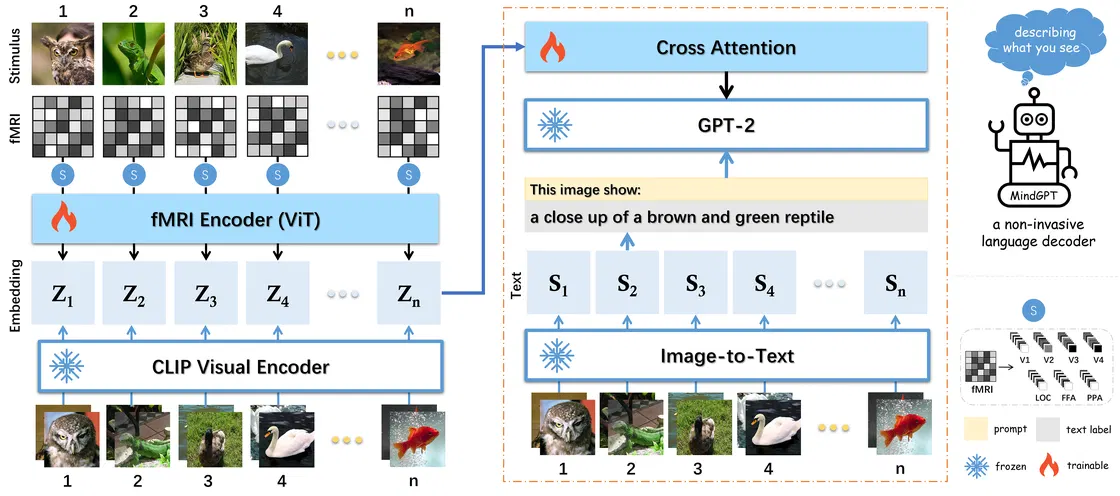 1 2 3 4 n
Stimulus
fMRI
S S S S S
fMRI Encoder (ViT)
Embedding
Z1 Z2 Z3 Z4 Zn
CLIP Visual Encoder
1 2 3 4 n
Cross Attention
GPT-2
This image show:
a close up of a brown and green reptile
Text
S1 S2 S3 S4 Sn
Image-to-Text
1 2 3 4 n
describing
what you see
MindGPT
a non-invasive
language decoder
S
fMRI
V1 V2 V3 V4
LOC FFA PPA
prompt
text label
frozen
trainable